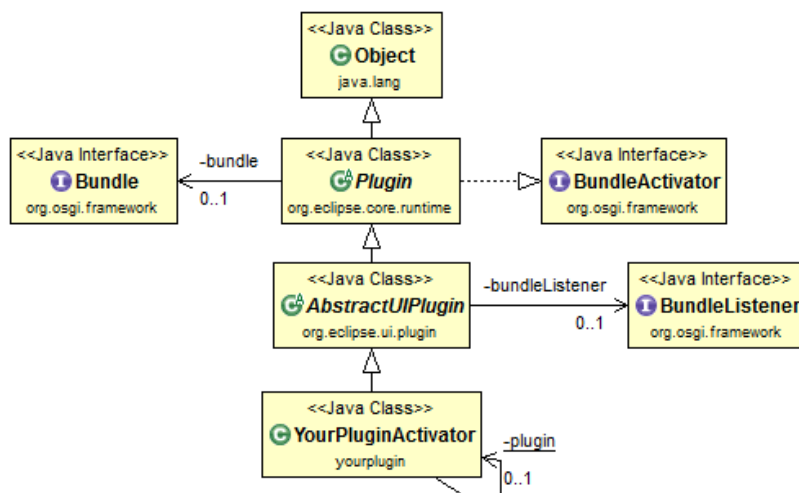 <<Java Class>>
Object
java.lang
<<Java Interface>>
Bundle
org.osgi.framework
-bundle
0..1
<<Java Class>>
Plugin
org.eclipse.core.runtime
<<Java Interface>>
BundleActivator
org.osgi.framework
<<Java Class>>
AbstractUIPlugin
org.eclipse.ui.plugin
-bundleListener
0..1
<<Java Interface>>
BundleListener
org.osgi.framework
<<Java Class>>
YourPluginActivator
yourplugin
-plugin
0..1